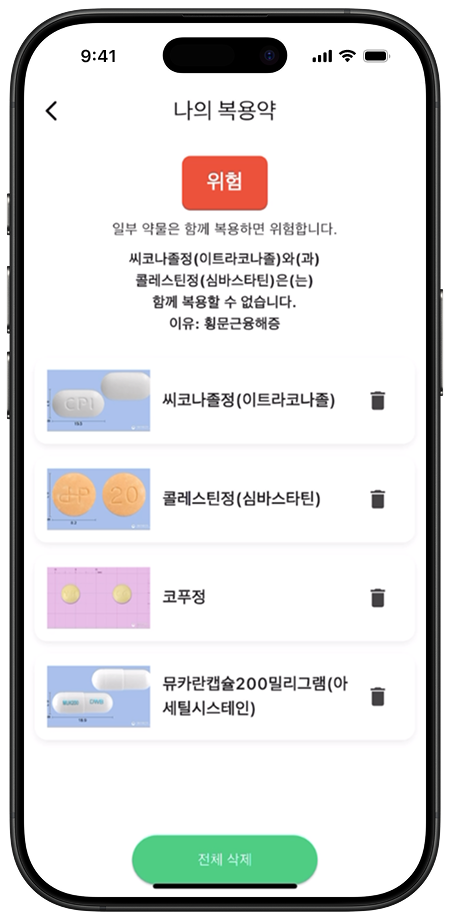 9:41
나의 복용약
위험
일부 약물은 함께 복용하면 위험합니다.
씨코나졸정(이트라코나졸)와(과)
콜레스틴정(심바스타틴)은(는)
함께 복용할 수 없습니다.
이유: 횡문근융해증
CPI
씨코나졸정(이트라코나졸)
20
콜레스틴정(심바스타틴)
코푸정
뮤카란캡슐200밀리그램(아
세틸시스테인)
전체 삭제